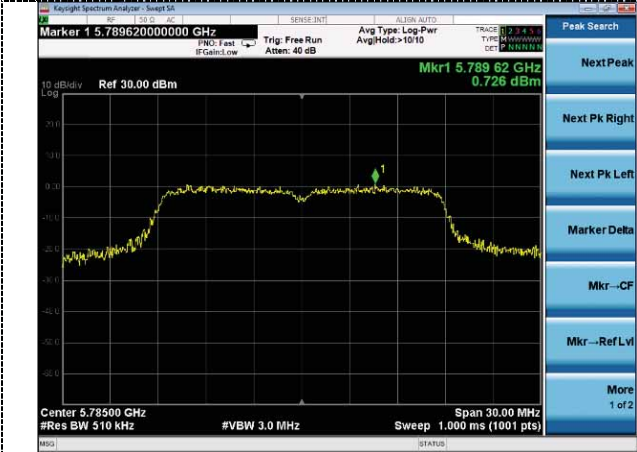 Keysight Spectrum Analyzer - Swept SA
RF 50 Ω AC SENSE:INT ALIGN AUTO
Marker 1 5.789620000000 GHz
PNO: Fast
IFGain:Low
Trig: Free Run
Atten: 40 dB
Avg Type: Log-Pwr
Avg|Hold:>10/10
TRACE 1 2 3 4 5 6
TYPE MWWWWW
DET P NNNNN
Peak Search
Mkr1 5.789 62 GHz
0.726 dBm
10 dB/div Ref 30.00 dBm
Log
20.0
10.0
0.00
-10.0
-20.0
-30.0
-40.0
-50.0
-60.0
1
Center 5.78500 GHz
Span 30.00 MHz
#Res BW 510 kHz
#VBW 3.0 MHz
Sweep 1.000 ms (1001 pts)
Next Peak
Next Pk Right
Next Pk Left
Marker Delta
Mkr→CF
Mkr→Ref Lvl
More
1 of 2
MSG
STATUS